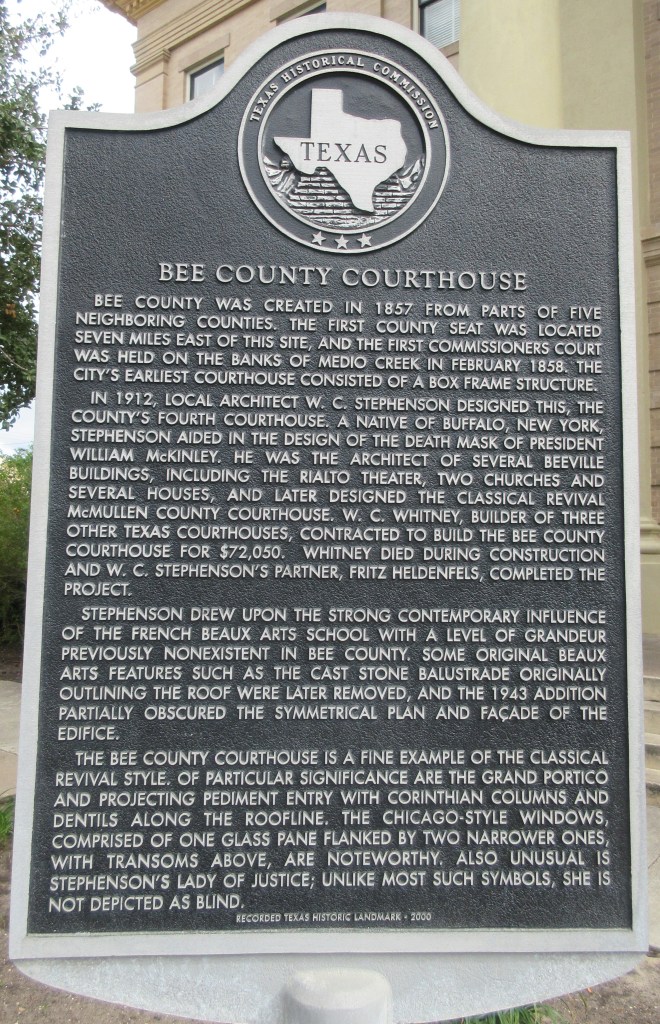 TEXAS HISTORICAL COMMISSION
TEXAS
BEE COUNTY COURTHOUSE
BEE COUNTY WAS CREATED IN 1857 FROM PARTS OF FIVE
NEIGHBORING COUNTIES. THE FIRST COUNTY SEAT WAS LOCATED
SEVEN MILES EAST OF THIS SITE, AND THE FIRST COMMISSIONERS COURT
WAS HELD ON THE BANKS OF MEDIO CREEK IN FEBRUARY 1858. THE
CITY'S EARLIEST COURTHOUSE CONSISTED OF A BOX FRAME STRUCTURE.
IN 1912, LOCAL ARCHITECT W. C. STEPHENSON DESIGNED THIS, THE
COUNTY'S FOURTH COURTHOUSE. A NATIVE OF BUFFALO, NEW YORK,
STEPHENSON AIDED IN THE DESIGN OF THE DEATH MASK OF PRESIDENT
WILLIAM McKINLEY. HE WAS THE ARCHITECT OF SEVERAL BEEVILLE
BUILDINGS, INCLUDING THE RIALTO THEATER, TWO CHURCHES AND
SEVERAL HOUSES, AND LATER DESIGNED THE CLASSICAL REVIVAL
McMULLEN COUNTY COURTHOUSE. W. C. WHITNEY, BUILDER OF THREE
OTHER TEXAS COURTHOUSES, CONTRACTED TO BUILD THE BEE COUNTY
COURTHOUSE FOR $72,050. WHITNEY DIED DURING CONSTRUCTION
AND W. C. STEPHENSON'S PARTNER, FRITZ HELDENFELS, COMPLETED THE
PROJECT.
STEPHENSON DREW UPON THE STRONG CONTEMPORARY INFLUENCE
OF THE FRENCH BEAUX ARTS SCHOOL WITH A LEVEL OF GRANDEUR
PREVIOUSLY NONEXISTENT IN BEE COUNTY. SOME ORIGINAL BEAUX
ARTS FEATURES SUCH AS THE CAST STONE BALUSTRADE ORIGINALLY
OUTLINING THE ROOF WERE LATER REMOVED, AND THE 1943 ADDITION
PARTIALLY OBSCURED THE SYMMETRICAL PLAN AND FAÇADE OF THE
EDIFICE.
THE BEE COUNTY COURTHOUSE IS A FINE EXAMPLE OF THE CLASSICAL
REVIVAL STYLE. OF PARTICULAR SIGNIFICANCE ARE THE GRAND PORTICO
AND PROJECTING PEDIMENT ENTRY WITH CORINTHIAN COLUMNS AND
DENTILS ALONG THE ROOFLINE. THE CHICAGO-STYLE WINDOWS,
COMPRISED OF ONE GLASS PANE FLANKED BY TWO NARROWER ONES,
WITH TRANSOMS ABOVE, ARE NOTEWORTHY. ALSO UNUSUAL IS
STEPHENSON'S LADY OF JUSTICE; UNLIKE MOST SUCH SYMBOLS, SHE IS
NOT DEPICTED AS BLIND.
RECORDED TEXAS HISTORIC LANDMARK • 2000